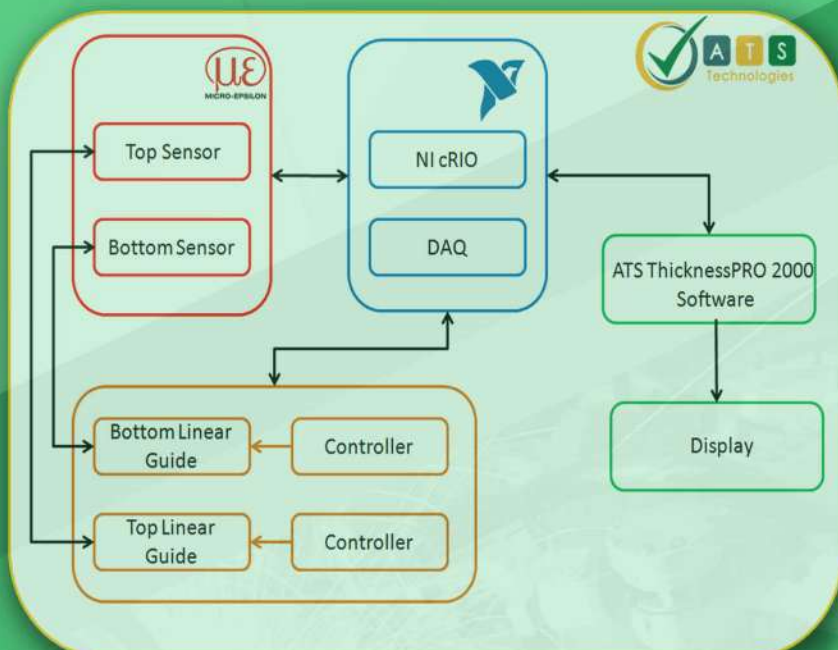 με
MICRO-EPSILON
Top Sensor
Bottom Sensor
NI cRIO
DAQ
ATS
Technologies
ATS ThicknessPRO 2000
Software
Display
Bottom Linear
Guide
Controller
Top Linear
Guide
Controller